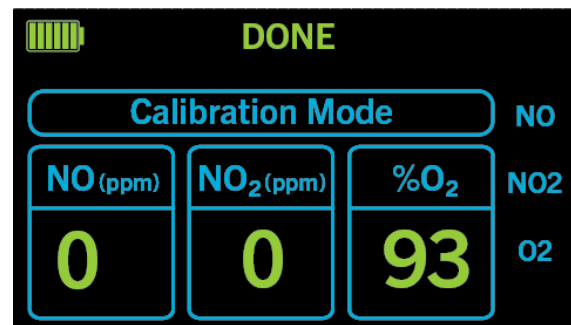 DONE
Calibration Mode NO
NO (ppm) NO₂ (ppm) %O₂ NO2
0 0 93 O2